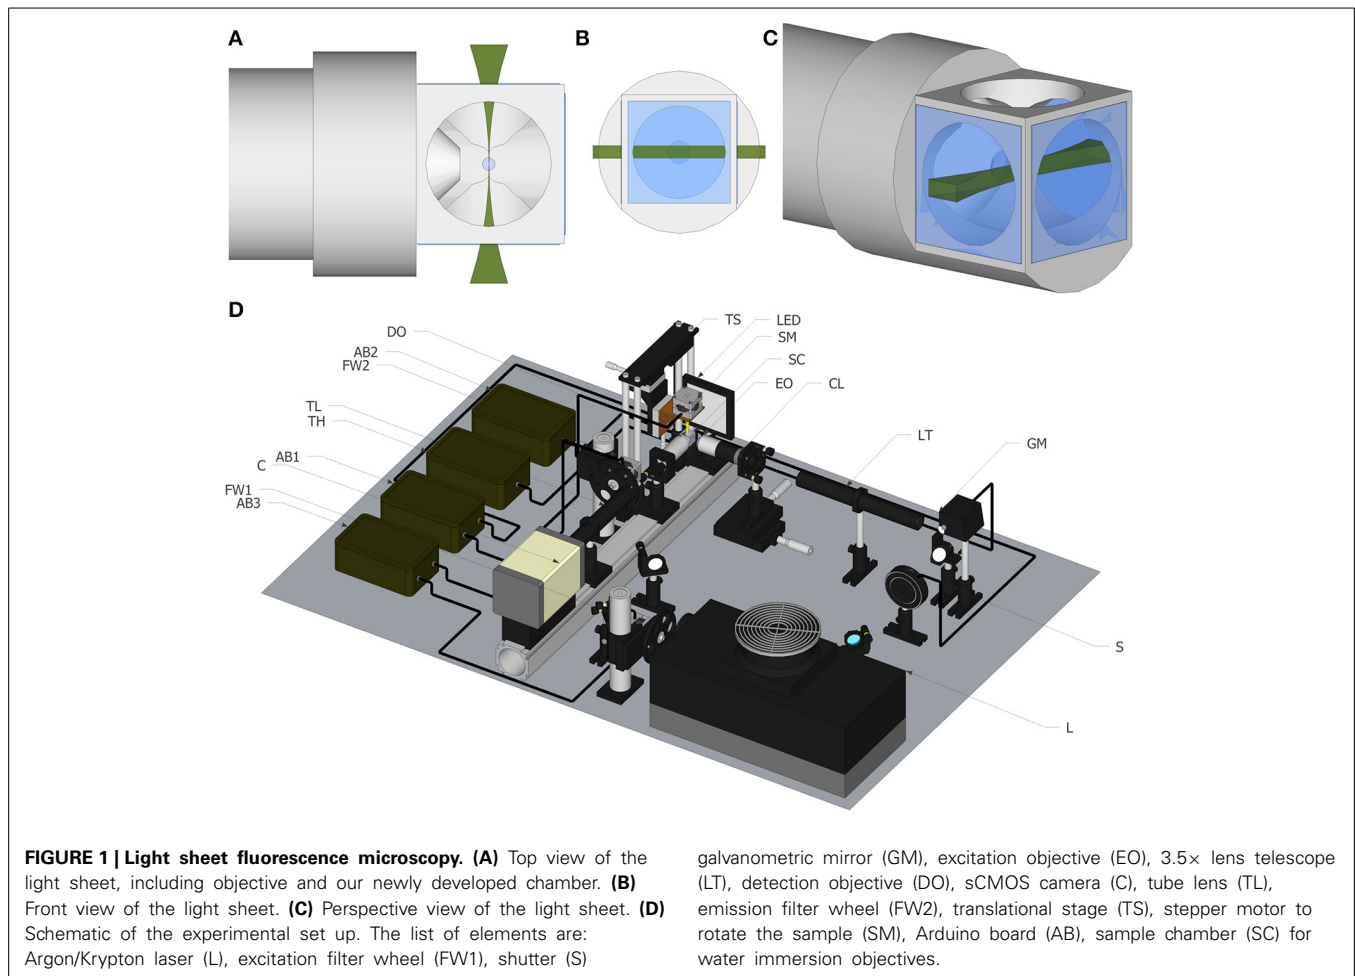 A
B
C
D
TS
LED
DO
SM
AB2
SC
FW2
EO
CL
TL
TH
LT
GM
AB1
C
FW1
AB3
S
L
FIGURE 1 | Light sheet fluorescence microscopy. (A) Top view of the
light sheet, including objective and our newly developed chamber. (B)
Front view of the light sheet. (C) Perspective view of the light sheet. (D)
Schematic of the experimental set up. The list of elements are:
Argon/Krypton laser (L), excitation filter wheel (FW1), shutter (S)
galvanometric mirror (GM), excitation objective (EO), 3.5× lens telescope
(LT), detection objective (DO), sCMOS camera (C), tube lens (TL),
emission filter wheel (FW2), translational stage (TS), stepper motor to
rotate the sample (SM), Arduino board (AB), sample chamber (SC) for
water immersion objectives.